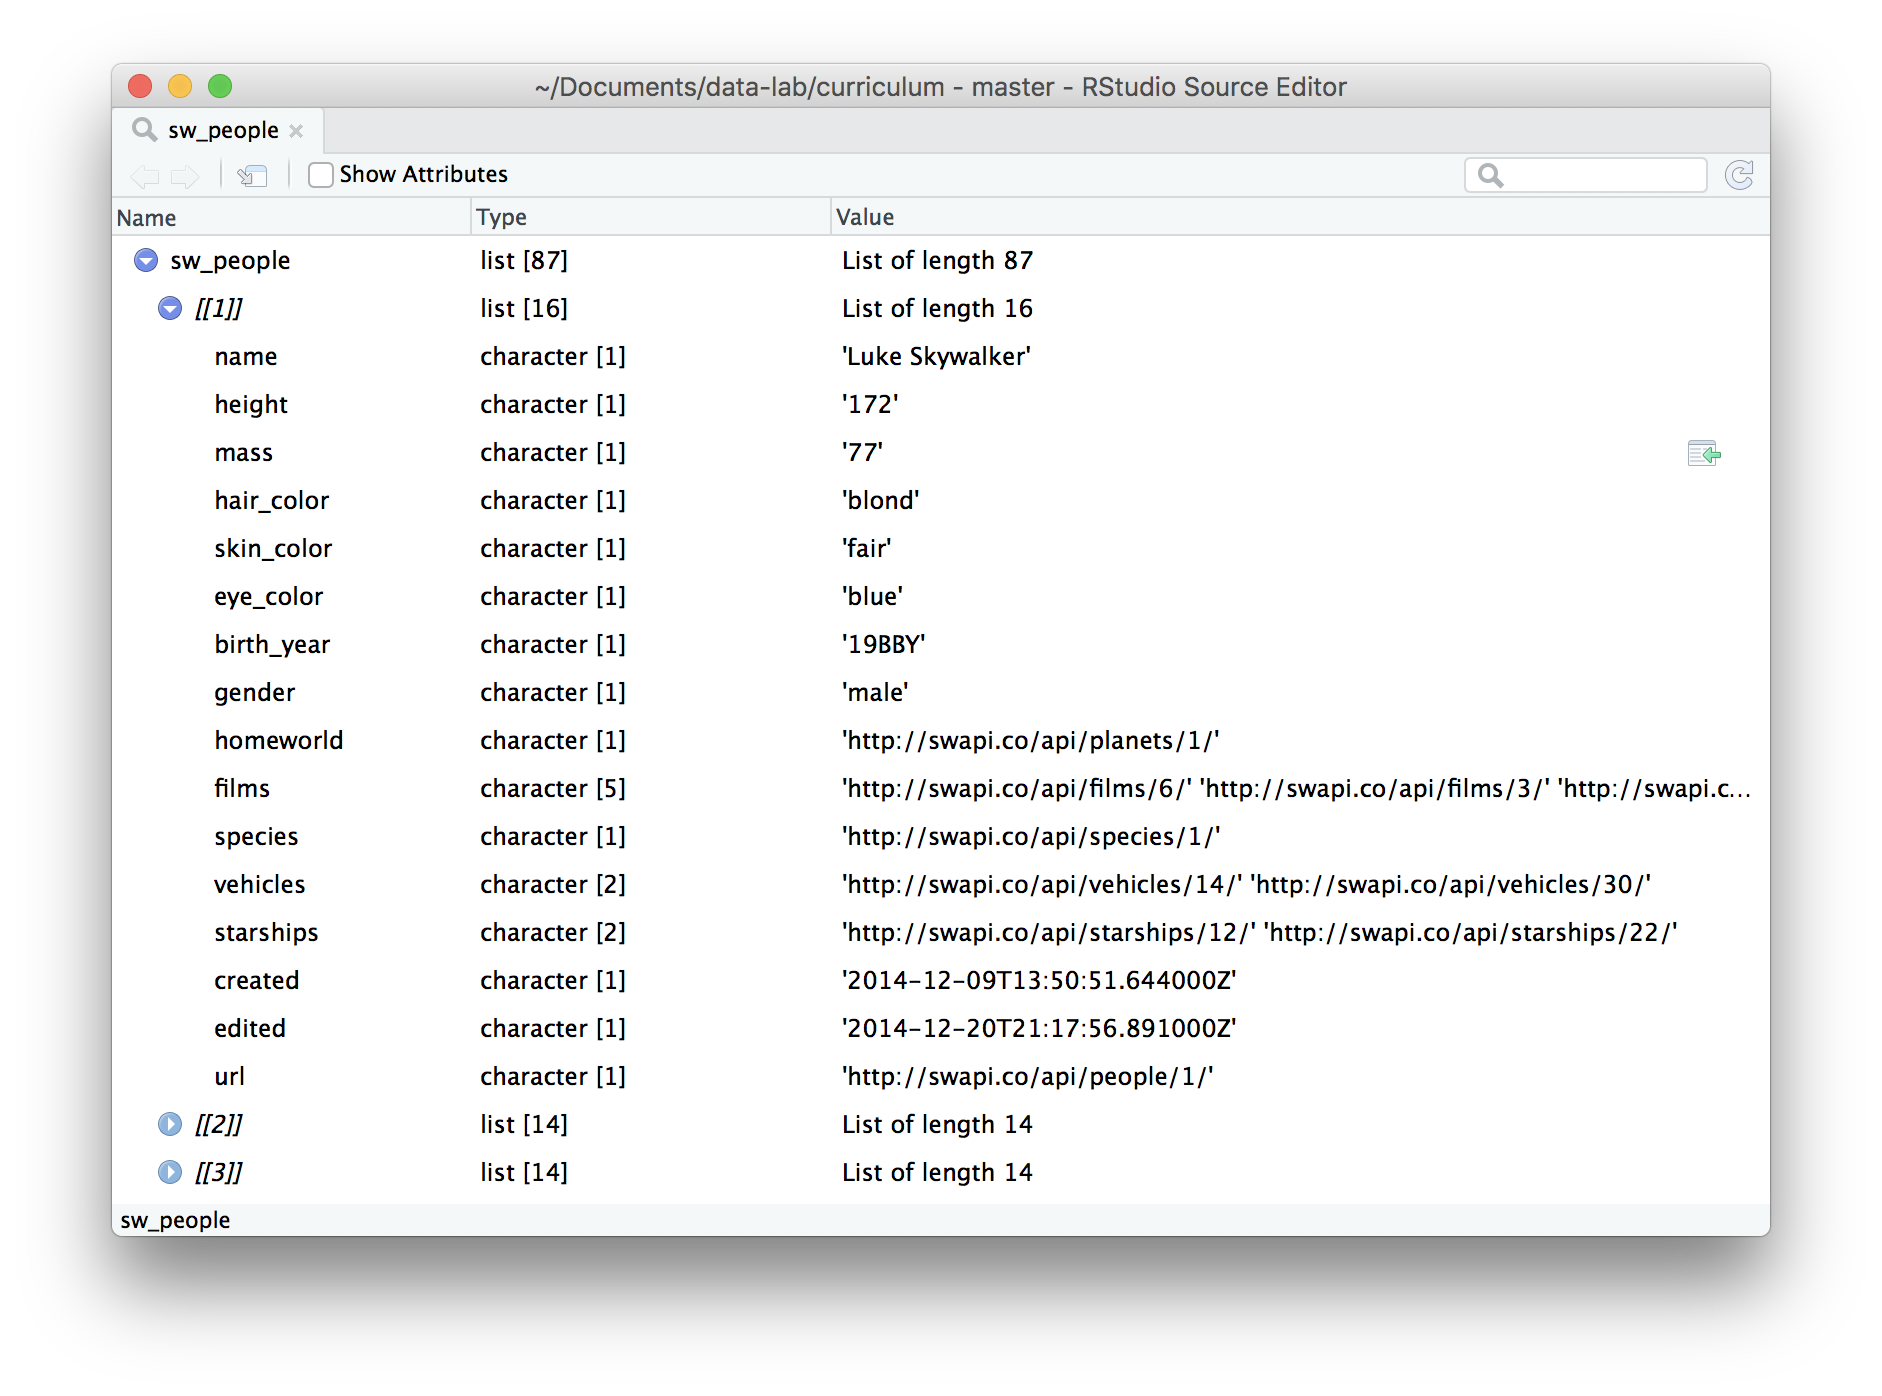 ~/Documents/data-lab/curriculum - master - RStudio Source Editor
sw_people
Show Attributes
Name Type Value
sw_people list [87] List of length 87
[[1]] list [16] List of length 16
name character [1] 'Luke Skywalker'
height character [1] '172'
mass character [1] '77'
hair_color character [1] 'blond'
skin_color character [1] 'fair'
eye_color character [1] 'blue'
birth_year character [1] '19BBY'
gender character [1] 'male'
homeworld character [1] 'http://swapi.co/api/planets/1/'
films character [5] 'http://swapi.co/api/films/6/' 'http://swapi.co/api/films/3/' 'http://swapi.c...
species character [1] 'http://swapi.co/api/species/1/'
vehicles character [2] 'http://swapi.co/api/vehicles/14/' 'http://swapi.co/api/vehicles/30/'
starships character [2] 'http://swapi.co/api/starships/12/' 'http://swapi.co/api/starships/22/'
created character [1] '2014-12-09T13:50:51.644000Z'
edited character [1] '2014-12-20T21:17:56.891000Z'
url character [1] 'http://swapi.co/api/people/1/'
[[2]] list [14] List of length 14
[[3]] list [14] List of length 14
sw_people